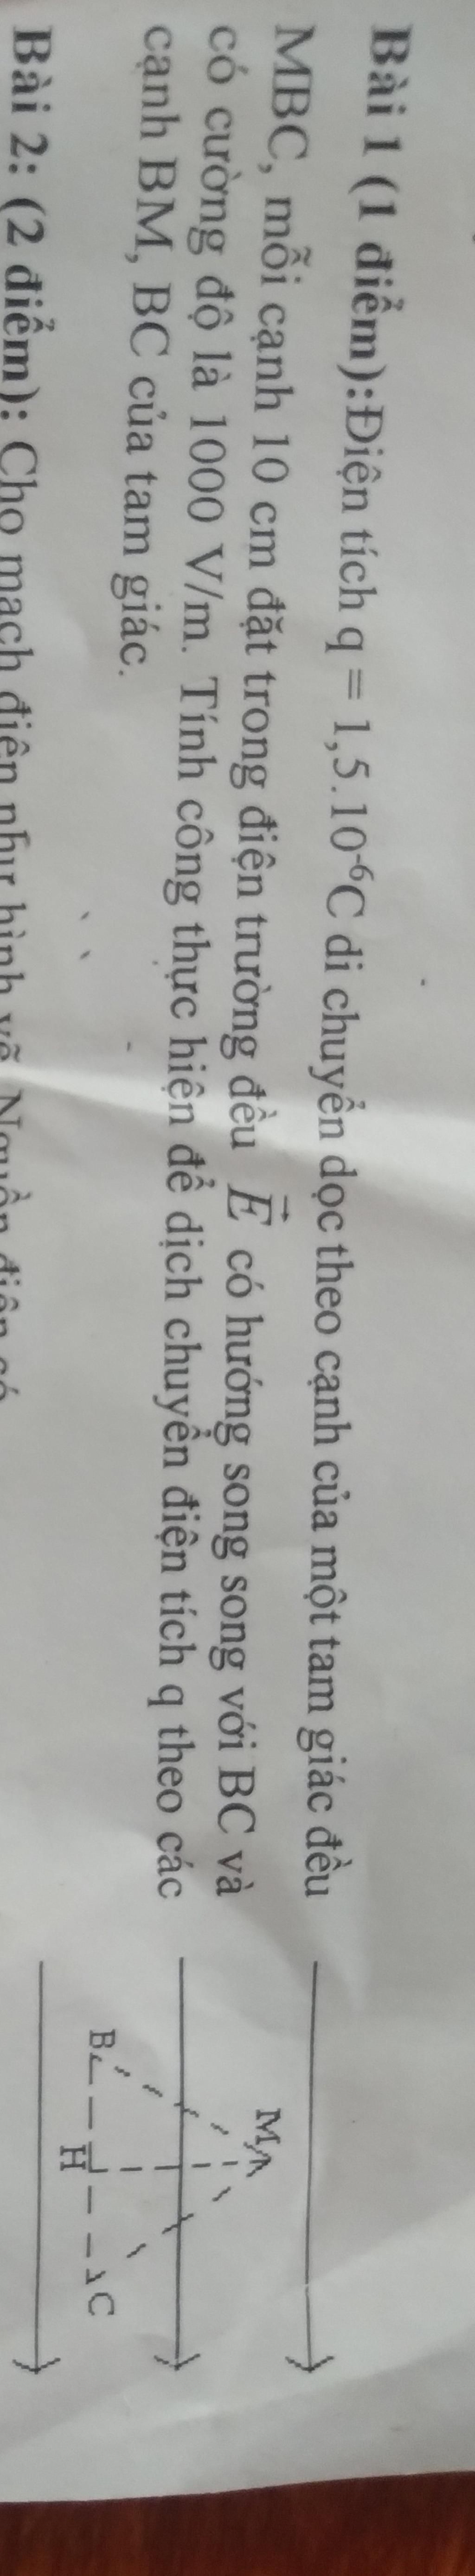 Bài 1 (1 điểm):Điện tích q = 1,5.10⁻⁶C di chuyển dọc theo cạnh của một tam giác đều
MBC, mỗi cạnh 10 cm đặt trong điện trường đều E⃗ có hướng song song với BC và
có cường độ là 1000 V/m. Tính công thực hiện để dịch chuyển điện tích q theo các
cạnh BM, BC của tam giác.
M
B
H
C
Bài 2: (2 điểm): Cho mạch điện như hình vẽ. Nguồn điện có